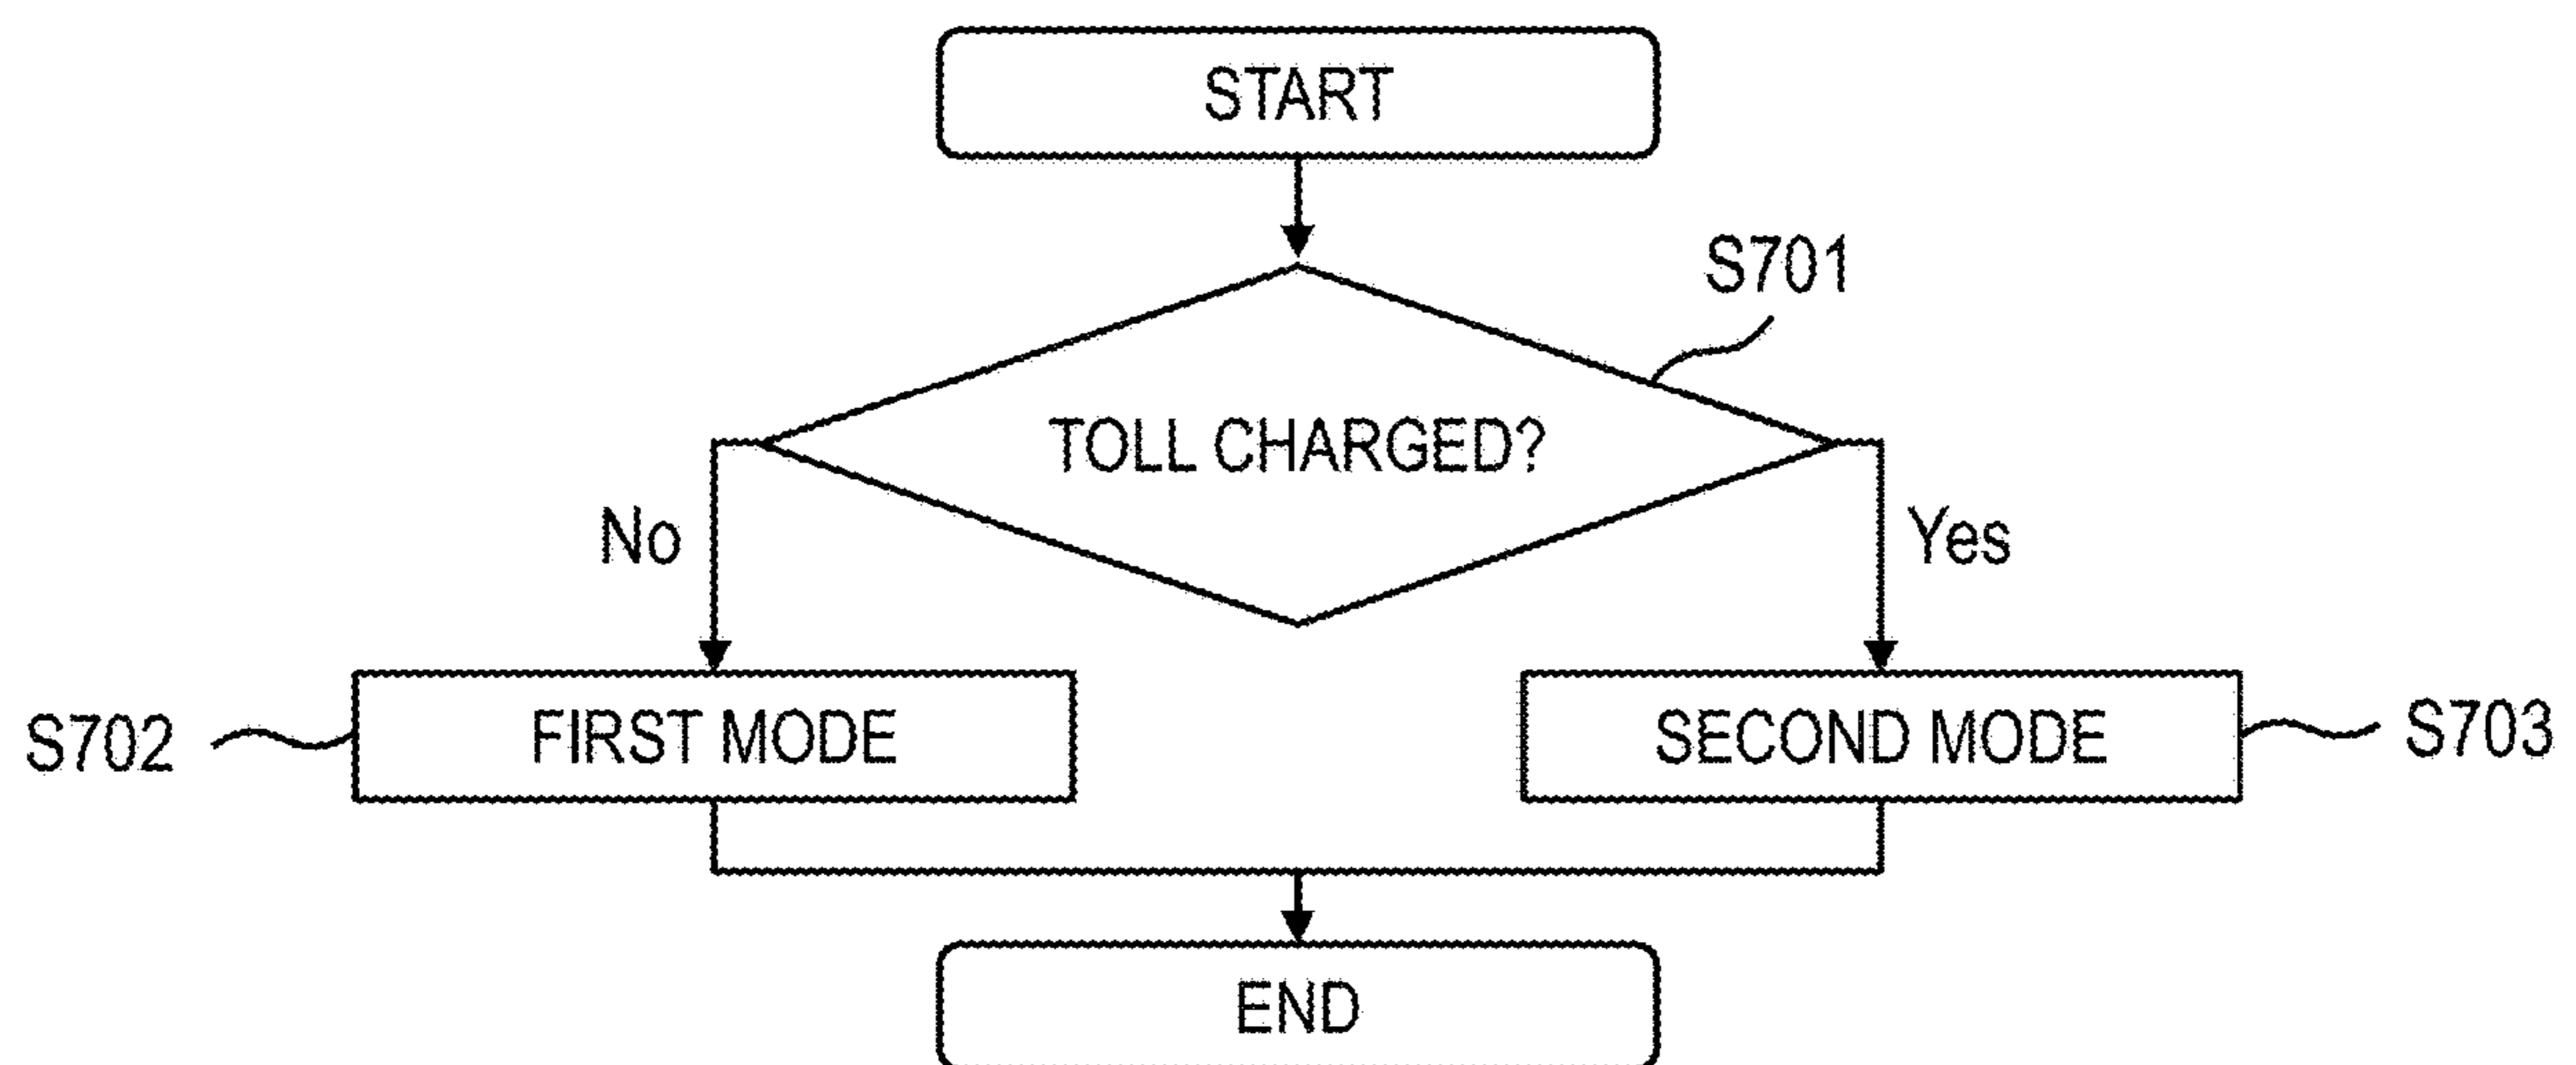 START
S701
TOLL CHARGED?
No
Yes
S702
FIRST MODE
SECOND MODE
S703
END